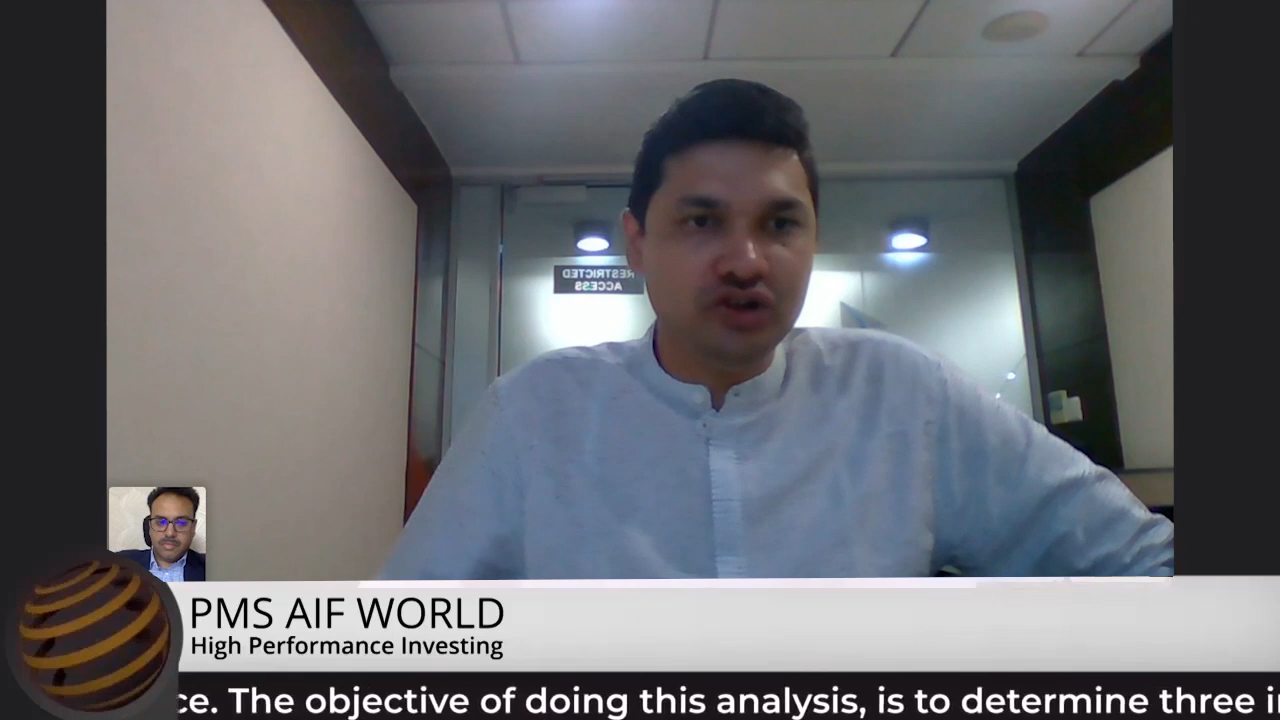 RESTRICTED
ACCESS
PMS AIF WORLD
High Performance Investing
ce. The objective of doing this analysis, is to determine three i